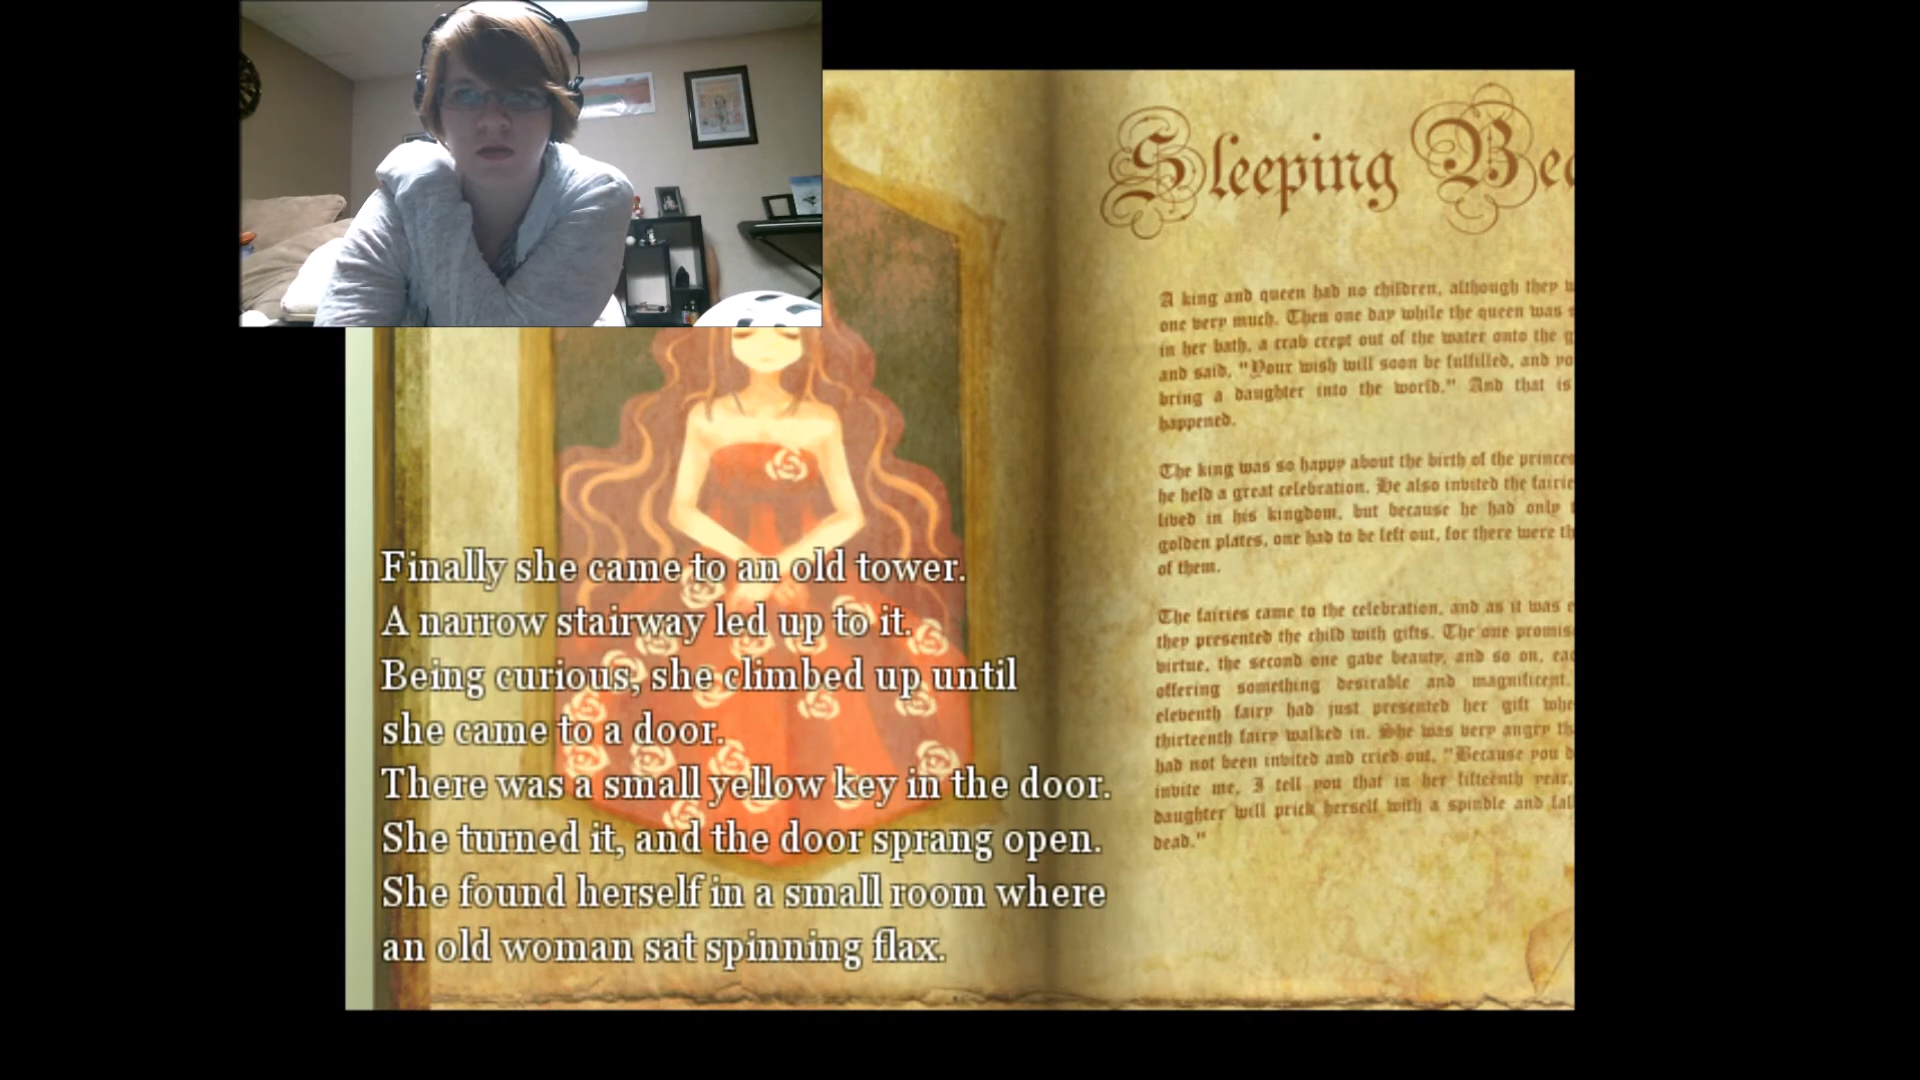 Sleeping
A king and queen had no children, although they
one very much. Then one day while the queen was
in her bath, a crab crept out of the water onto the
and said, "Your wish will soon be fulfilled, and
bring a daughter into the world." And that is
happened.
The king was so happy about the birth of the
he held a great celebration. He also invited the
lived in his kingdom, but because he had only
golden plates, one had to be left out, for there were
of them.
The fairies came to the celebration, and as it was
they presented the child with gifts. The one
virtue, the second one gave beauty, and so on,
offering something desirable and magnificent.
eleventh fairy had just presented her gift
thirteenth fairy walked in. She was very angry
had not been invited and cried out, "Because you
invite me, I tell you that in her fifteenth year,
daughter will prick herself with a spindle and
dead."
Finally she came to an old tower.
A narrow stairway led up to it.
Being curious, she climbed up until
she came to a door.
There was a small yellow key in the door.
She turned it, and the door sprang open.
She found herself in a small room where
an old woman sat spinning flax.